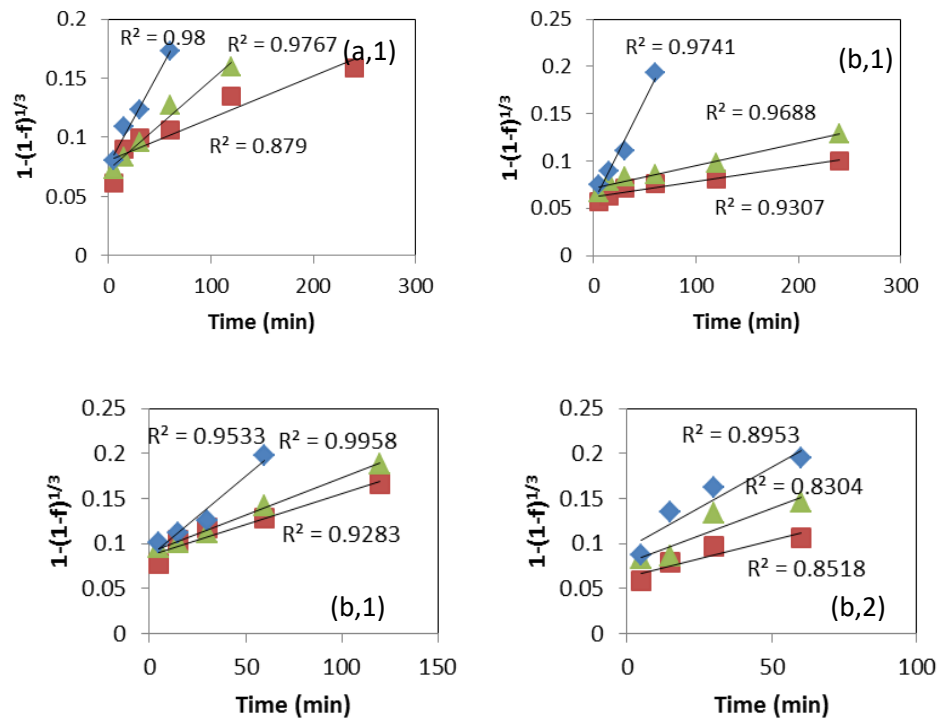 0.2
0.15
0.1
0.05
0
1-(1-f)^1/3
R² = 0.98
R² = 0.9767
(a,1)
R² = 0.879
0 100 200 300
Time (min)
0.25
0.2
0.15
0.1
0.05
0
1-(1-f)^1/3
R² = 0.9741
(b,1)
R² = 0.9688
R² = 0.9307
0 100 200 300
Time (min)
0.25
0.2
0.15
0.1
0.05
0
1-(1-f)^1/3
R² = 0.9533
R² = 0.9958
R² = 0.9283
(b,1)
0 50 100 150
Time (min)
0.25
0.2
0.15
0.1
0.05
0
1-(1-f)^1/3
R² = 0.8953
R² = 0.8304
R² = 0.8518
(b,2)
0 50 100
Time (min)